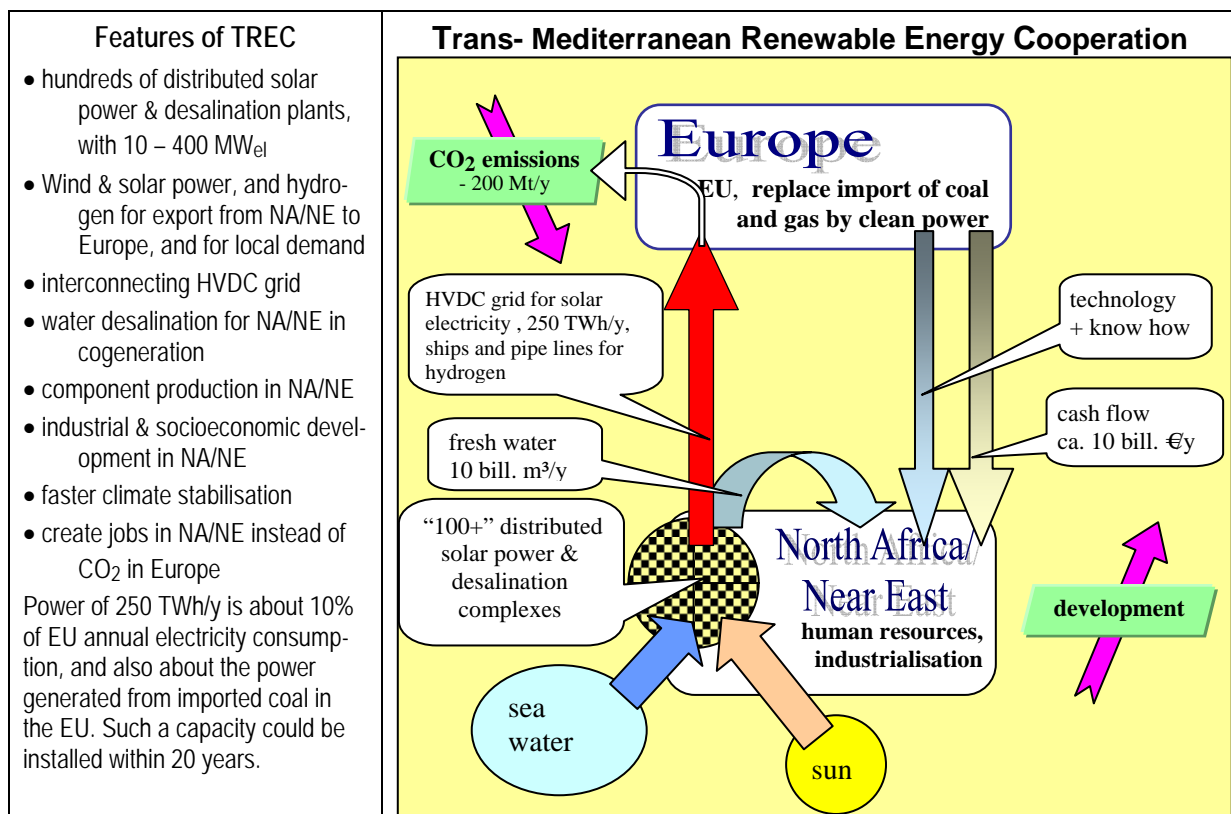 Features of TREC
• hundreds of distributed solar
power & desalination plants,
with 10 – 400 MWel
• Wind & solar power, and hydro-
gen for export from NA/NE to
Europe, and for local demand
• interconnecting HVDC grid
• water desalination for NA/NE in
cogeneration
• component production in NA/NE
• industrial & socioeconomic devel-
opment in NA/NE
• faster climate stabilisation
• create jobs in NA/NE instead of
CO2 in Europe
Power of 250 TWh/y is about 10%
of EU annual electricity consump-
tion, and also about the power
generated from imported coal in
the EU. Such a capacity could be
installed within 20 years.
Trans- Mediterranean Renewable Energy Cooperation
CO2 emissions
- 200 Mt/y
Europe
EU, replace import of coal
and gas by clean power
HVDC grid for solar
electricity , 250 TWh/y,
ships and pipe lines for
hydrogen
technology
+ know how
fresh water
10 bill. m³/y
cash flow
ca. 10 bill. €/y
“100+” distributed
solar power &
desalination
complexes
North Africa/
Near East
human resources,
industrialisation
development
sea
water
sun